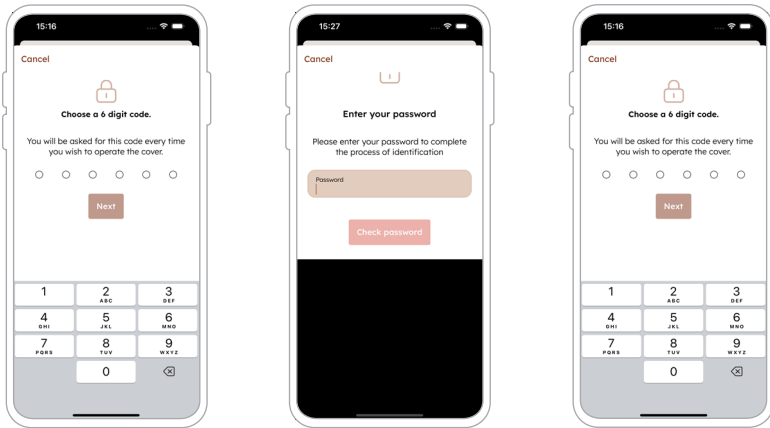 15:16
Cancel
Choose a 6 digit code.
You will be asked for this code every time
you wish to operate the cover.
Next
1
2
ABC
3
DEF
4
GHI
5
JKL
6
MNO
7
PQRS
8
TUV
9
WXYZ
0
15:27
Cancel
Enter your password
Please enter your password to complete
the process of identification
Password
Check password
15:16
Cancel
Choose a 6 digit code.
You will be asked for this code every time
you wish to operate the cover.
Next
1
2
ABC
3
DEF
4
GHI
5
JKL
6
MNO
7
PQRS
8
TUV
9
WXYZ
0